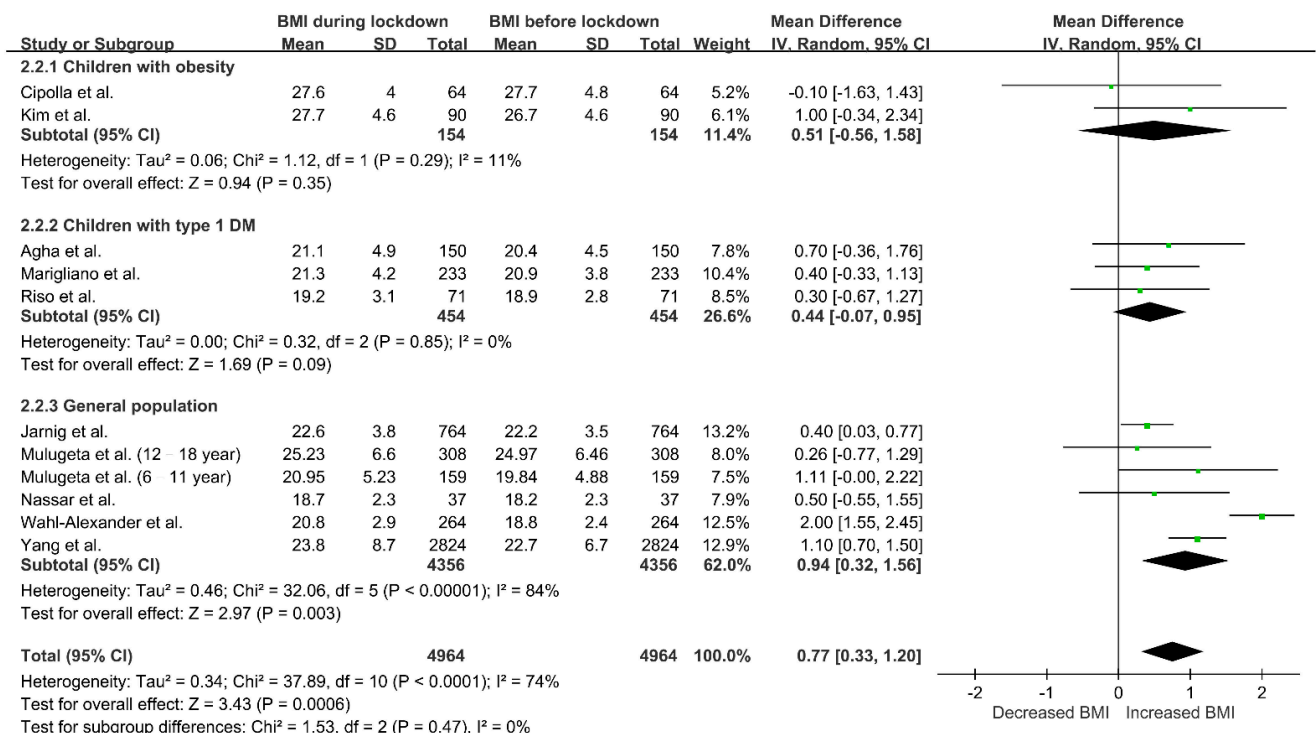 BMI during lockdown BMI before lockdown Mean Difference Mean Difference
Study or Subgroup Mean SD Total Mean SD Total Weight IV, Random, 95% CI IV, Random, 95% CI
2.2.1 Children with obesity
Cipolla et al. 27.6 4 64 27.7 4.8 64 5.2% -0.10 [-1.63, 1.43]
Kim et al. 27.7 4.6 90 26.7 4.6 90 6.1% 1.00 [-0.34, 2.34]
Subtotal (95% CI) 154 154 11.4% 0.51 [-0.56, 1.58]
Heterogeneity: Tau² = 0.06; Chi² = 1.12, df = 1 (P = 0.29); I² = 11%
Test for overall effect: Z = 0.94 (P = 0.35)
2.2.2 Children with type 1 DM
Agha et al. 21.1 4.9 150 20.4 4.5 150 7.8% 0.70 [-0.36, 1.76]
Marigliano et al. 21.3 4.2 233 20.9 3.8 233 10.4% 0.40 [-0.33, 1.13]
Riso et al. 19.2 3.1 71 18.9 2.8 71 8.5% 0.30 [-0.67, 1.27]
Subtotal (95% CI) 454 454 26.6% 0.44 [-0.07, 0.95]
Heterogeneity: Tau² = 0.00; Chi² = 0.32, df = 2 (P = 0.85); I² = 0%
Test for overall effect: Z = 1.69 (P = 0.09)
2.2.3 General population
Jarnig et al. 22.6 3.8 764 22.2 3.5 764 13.2% 0.40 [0.03, 0.77]
Mulugeta et al. (12 – 18 year) 25.23 6.6 308 24.97 6.46 308 8.0% 0.26 [-0.77, 1.29]
Mulugeta et al. (6 – 11 year) 20.95 5.23 159 19.84 4.88 159 7.5% 1.11 [-0.00, 2.22]
Nassar et al. 18.7 2.3 37 18.2 2.3 37 7.9% 0.50 [-0.55, 1.55]
Wahl-Alexander et al. 20.8 2.9 264 18.8 2.4 264 12.5% 2.00 [1.55, 2.45]
Yang et al. 23.8 8.7 2824 22.7 6.7 2824 12.9% 1.10 [0.70, 1.50]
Subtotal (95% CI) 4356 4356 62.0% 0.94 [0.32, 1.56]
Heterogeneity: Tau² = 0.46; Chi² = 32.06, df = 5 (P < 0.00001); I² = 84%
Test for overall effect: Z = 2.97 (P = 0.003)
Total (95% CI) 4964 4964 100.0% 0.77 [0.33, 1.20]
Heterogeneity: Tau² = 0.34; Chi² = 37.89, df = 10 (P < 0.0001); I² = 74%
Test for overall effect: Z = 3.43 (P = 0.0006)
Test for subgroup differences: Chi² = 1.53, df = 2 (P = 0.47), I² = 0%
-2 -1 0 1 2
Decreased BMI Increased BMI